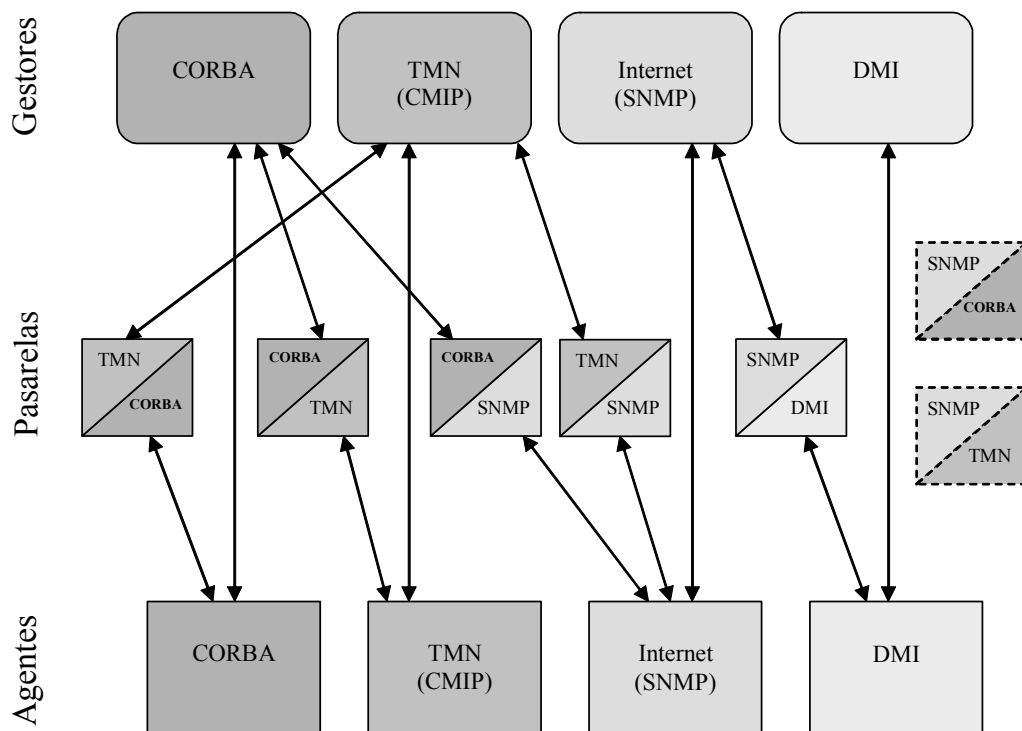 Gestores
CORBA
TMN
(CMIP)
Internet
(SNMP)
DMI
Pasarelas
TMN
CORBA
CORBA
TMN
CORBA
SNMP
TMN
SNMP
SNMP
DMI
SNMP
CORBA
SNMP
TMN
Agentes
CORBA
TMN
(CMIP)
Internet
(SNMP)
DMI